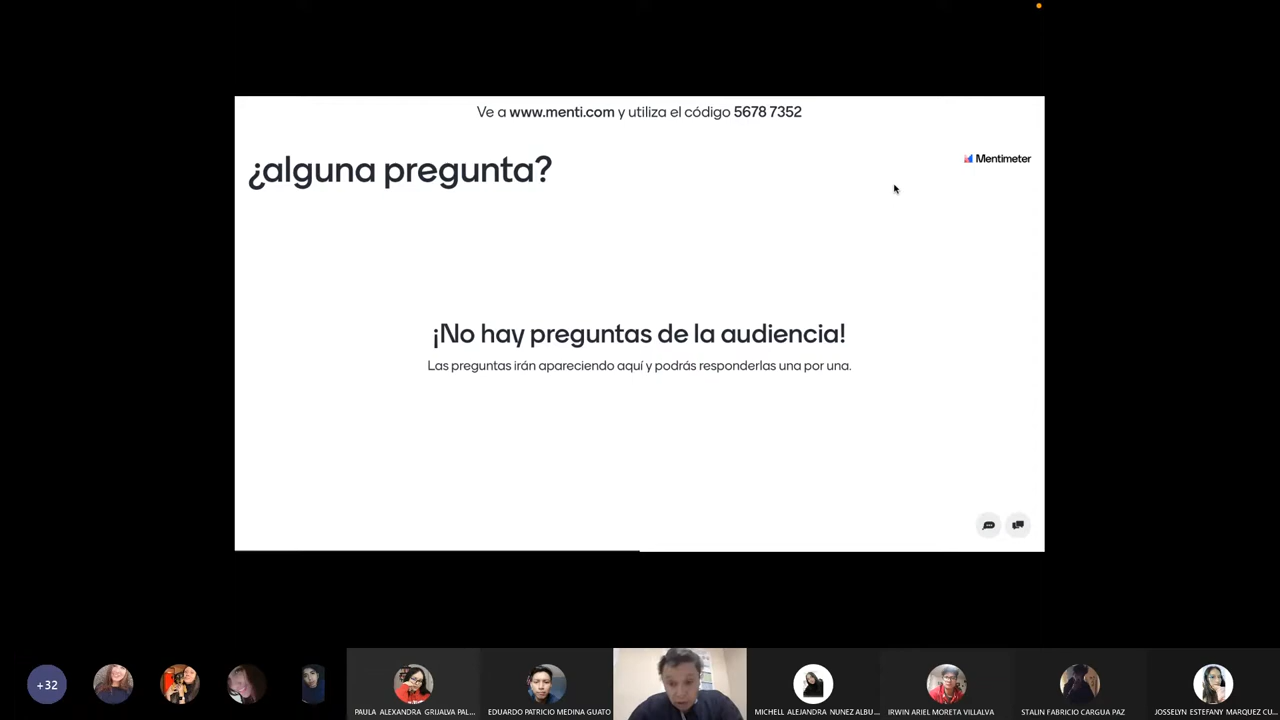 Ve a www.menti.com y utiliza el código 5678 7352
¿alguna pregunta?
Mentimeter
¡No hay preguntas de la audiencia!
Las preguntas irán apareciendo aquí y podrás responderlas una por una.
+32
PAULA ALEXANDRA GRIJALVA PAL...
EDUARDO PATRICIO MEDINA GUATO
MICHELL ALEJANDRA NUNEZ ALBU...
IRWIN ARIEL MORETA VILLALVA
STALIN FABRICIO CARGUA PAZ
JOSSELYN ESTEFANY MARQUEZ CU...